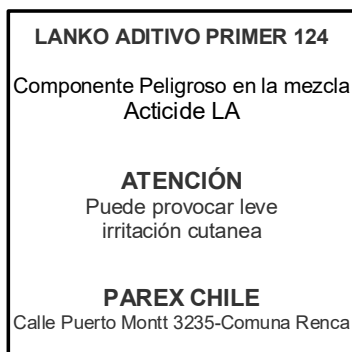 LANKO ADITIVO PRIMER 124
Componente Peligroso en la mezcla
Acticide LA
ATENCIÓN
Puede provocar leve
irritación cutanea
PAREX CHILE
Calle Puerto Montt 3235-Comuna Renca